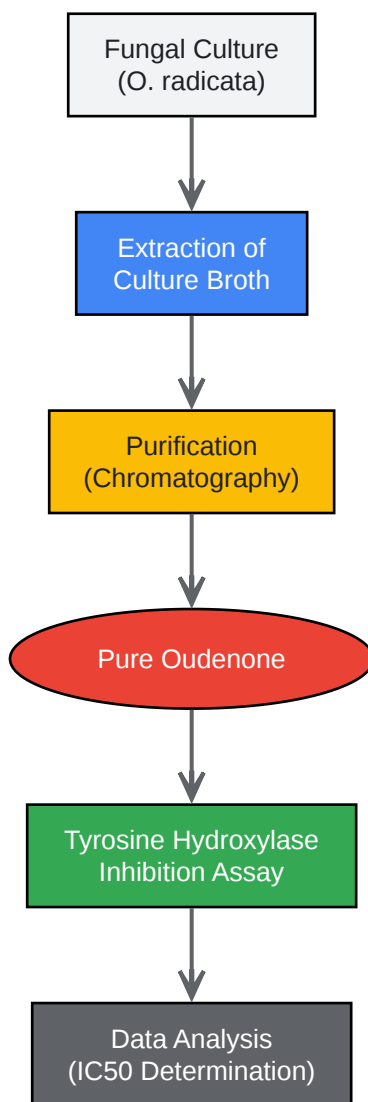 Fungal Culture
(O. radicata)
Extraction of
Culture Broth
Purification
(Chromatography)
Pure Oudenone
Tyrosine Hydroxylase
Inhibition Assay
Data Analysis
(IC50 Determination)